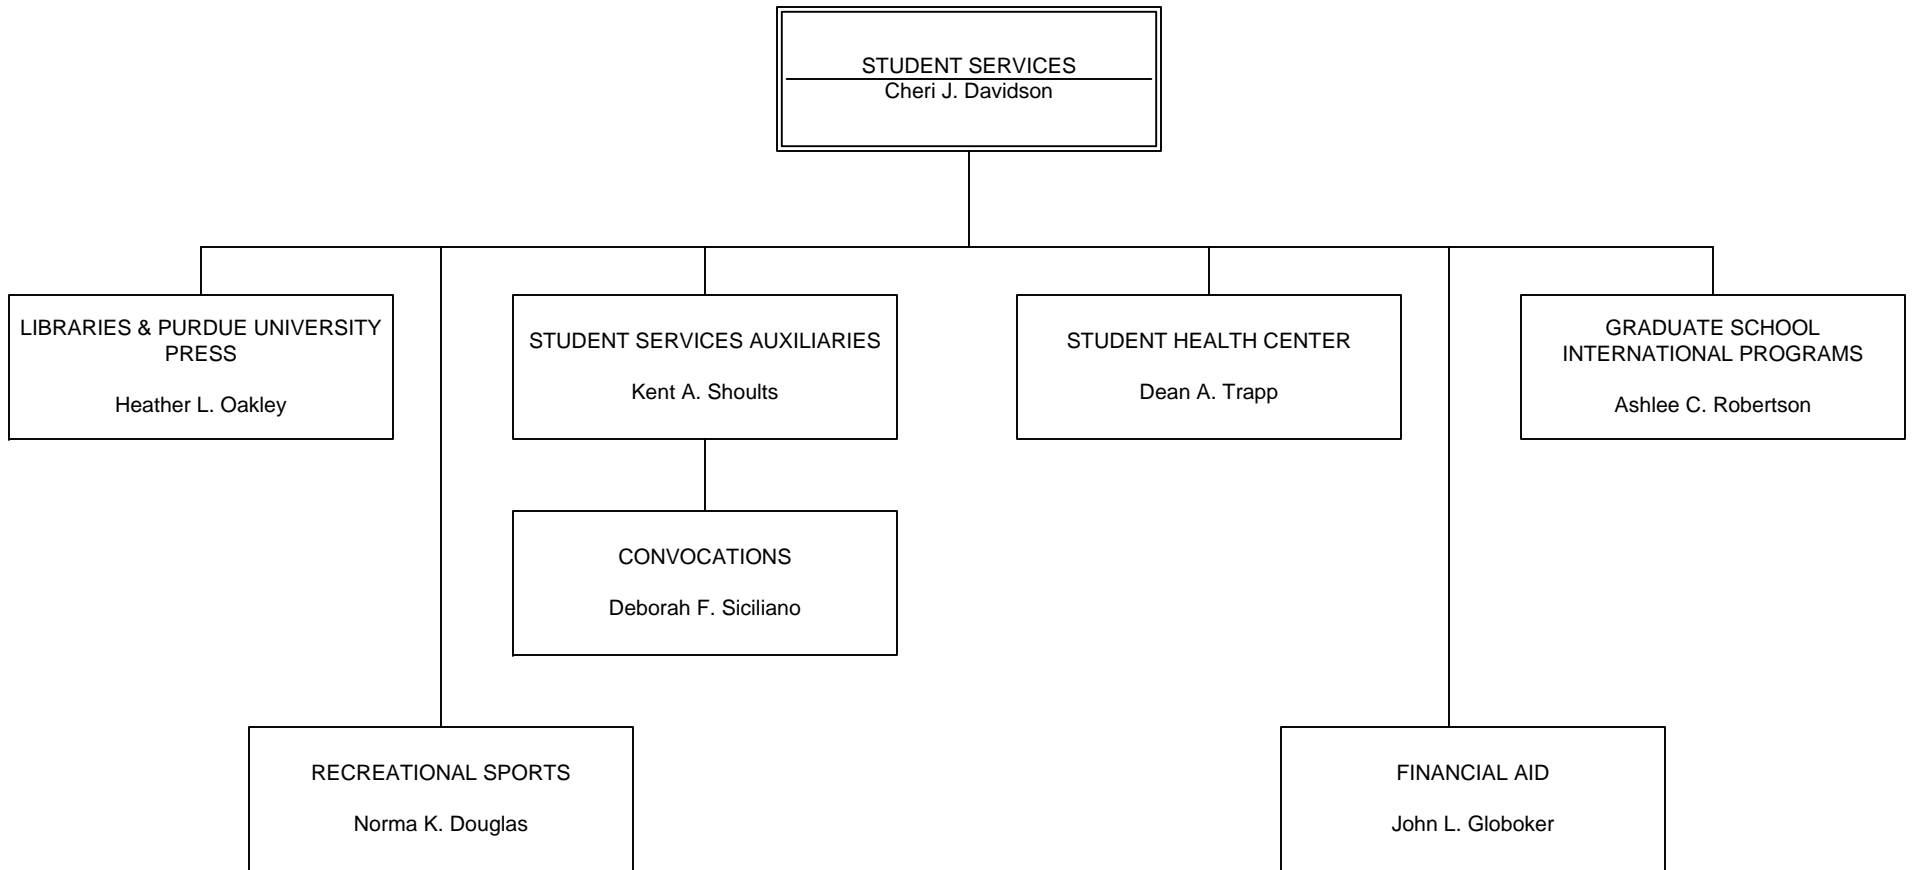 STUDENT SERVICES
Cheri J. Davidson
LIBRARIES & PURDUE UNIVERSITY
PRESS
Heather L. Oakley
STUDENT SERVICES AUXILIARIES
Kent A. Shoults
STUDENT HEALTH CENTER
Dean A. Trapp
GRADUATE SCHOOL
INTERNATIONAL PROGRAMS
Ashlee C. Robertson
CONVOCATIONS
Deborah F. Siciliano
RECREATIONAL SPORTS
Norma K. Douglas
FINANCIAL AID
John L. Globoker